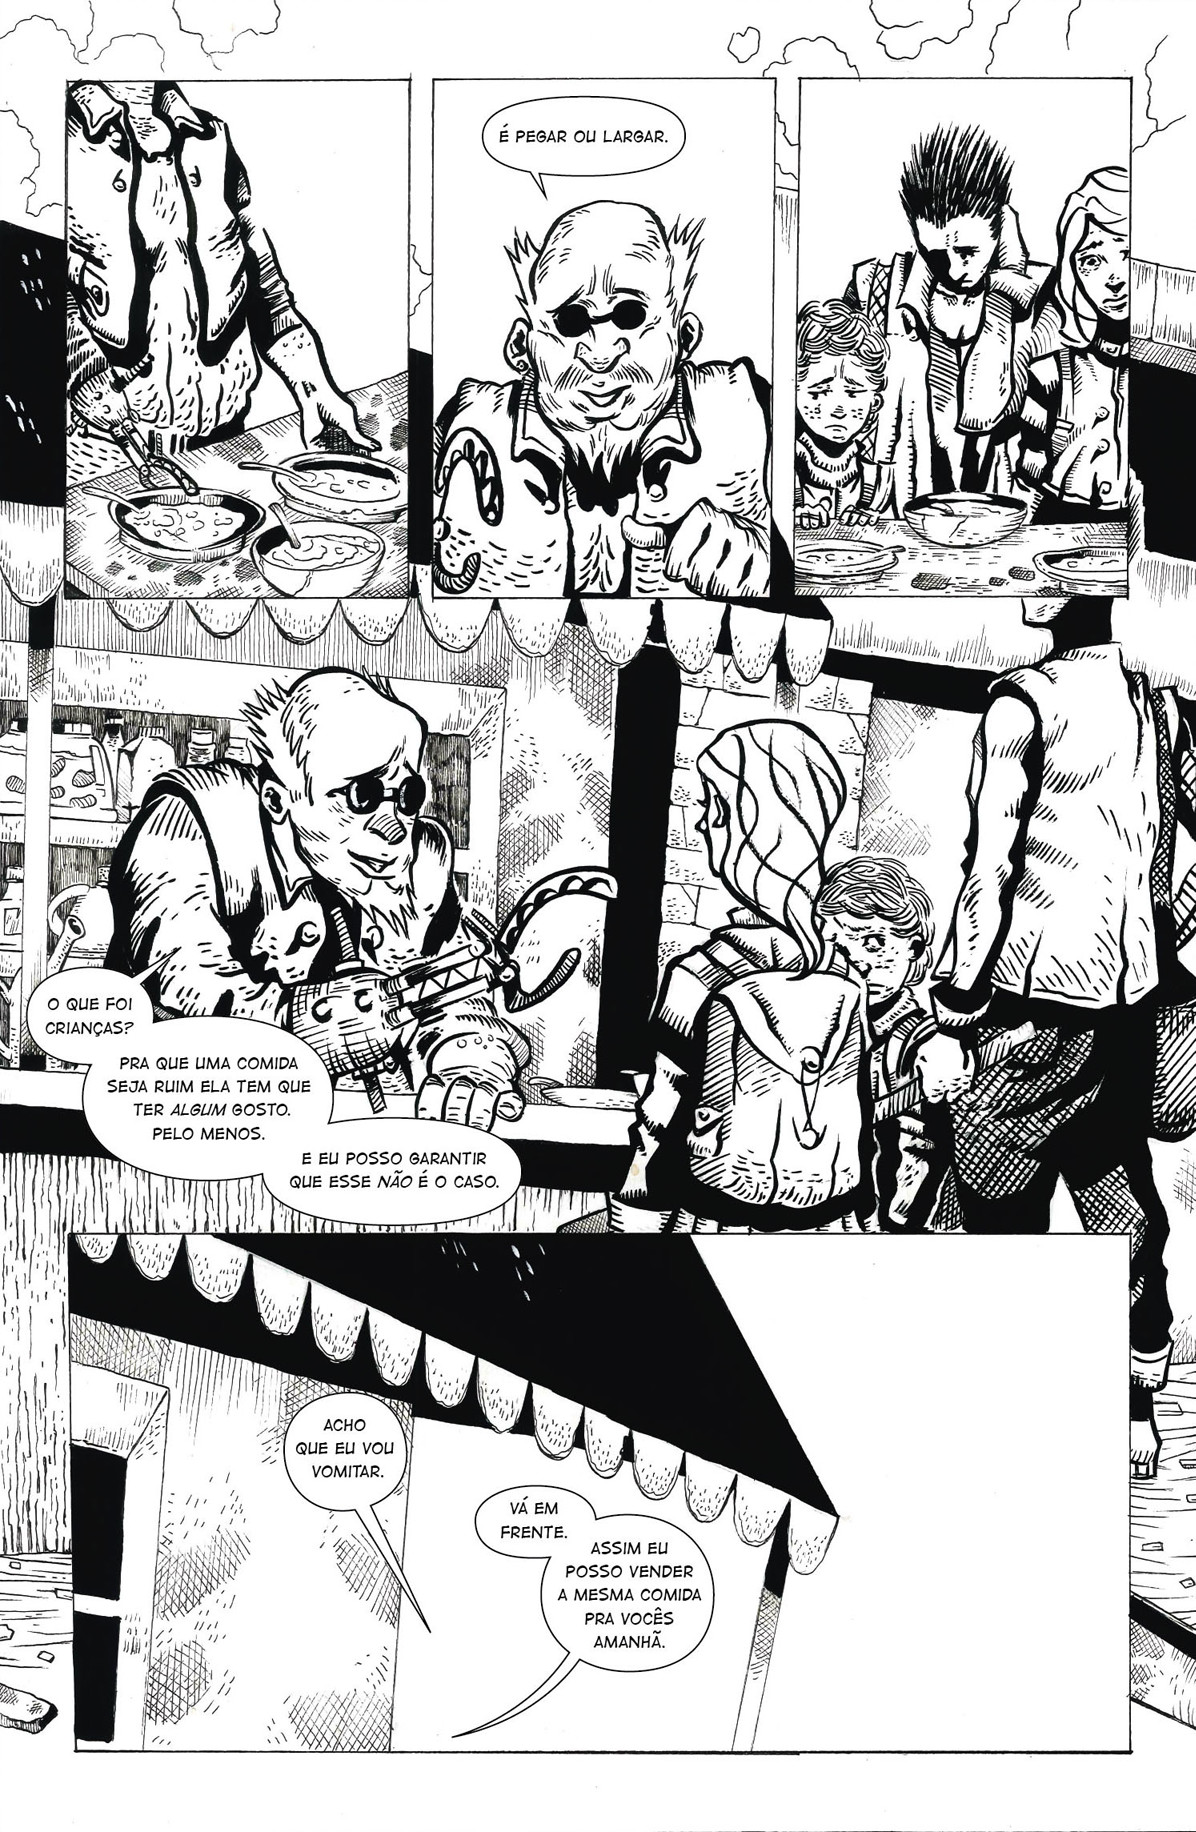 É PEGAR OU LARGAR.
O QUE FOI
CRIANÇAS?
PRA QUE UMA COMIDA
SEJA RUIM ELA TEM QUE
TER ALGUM GOSTO.
PELO MENOS.
E EU POSSO GARANTIR
QUE ESSE NÃO É O CASO.
ACHO
QUE EU VOU
VOMITAR.
VÁ EM
FRENTE.
ASSIM EU
POSSO VENDER
A MESMA COMIDA
PRA VOCÊS
AMANHÃ.